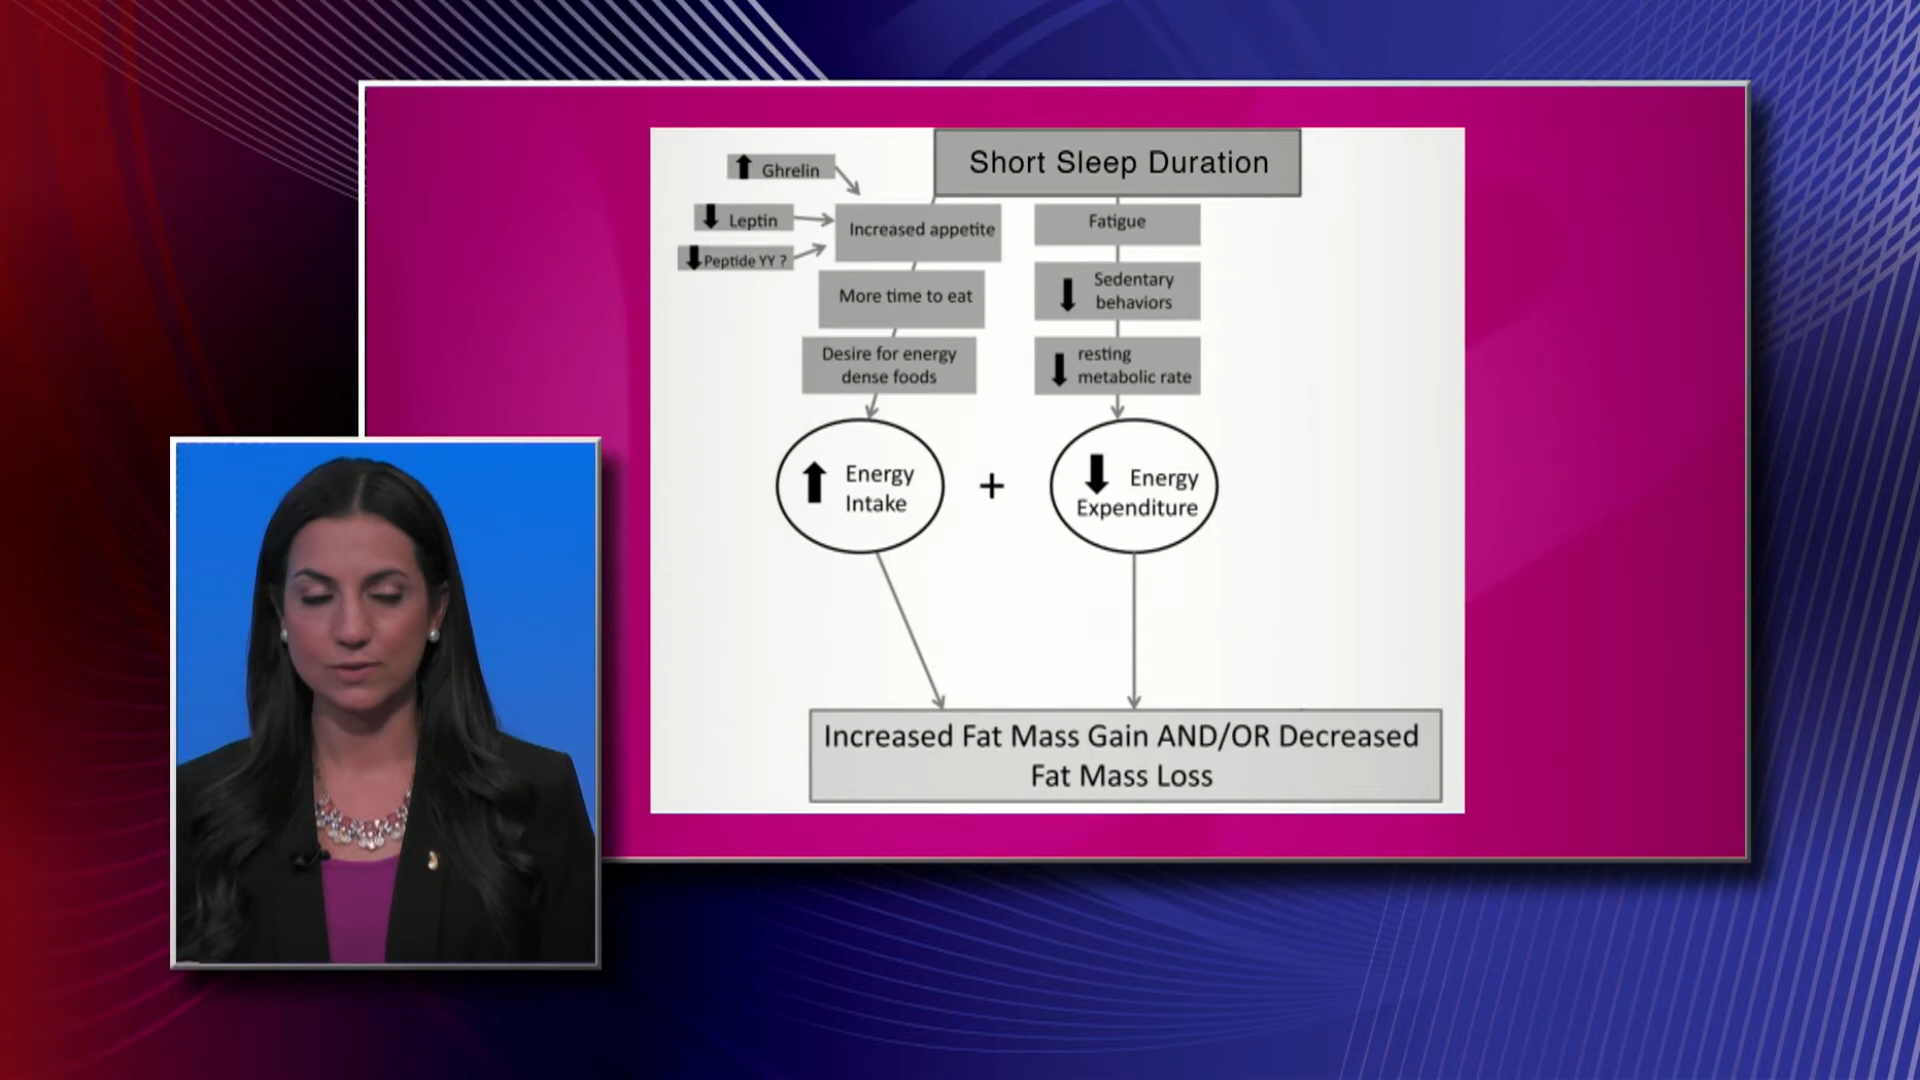 Short Sleep Duration
Ghrelin
Leptin
Peptide YY ?
Increased appetite
More time to eat
Desire for energy
dense foods
Fatigue
Sedentary
behaviors
resting
metabolic rate
Energy
Intake
+
Energy
Expenditure
Increased Fat Mass Gain AND/OR Decreased
Fat Mass Loss